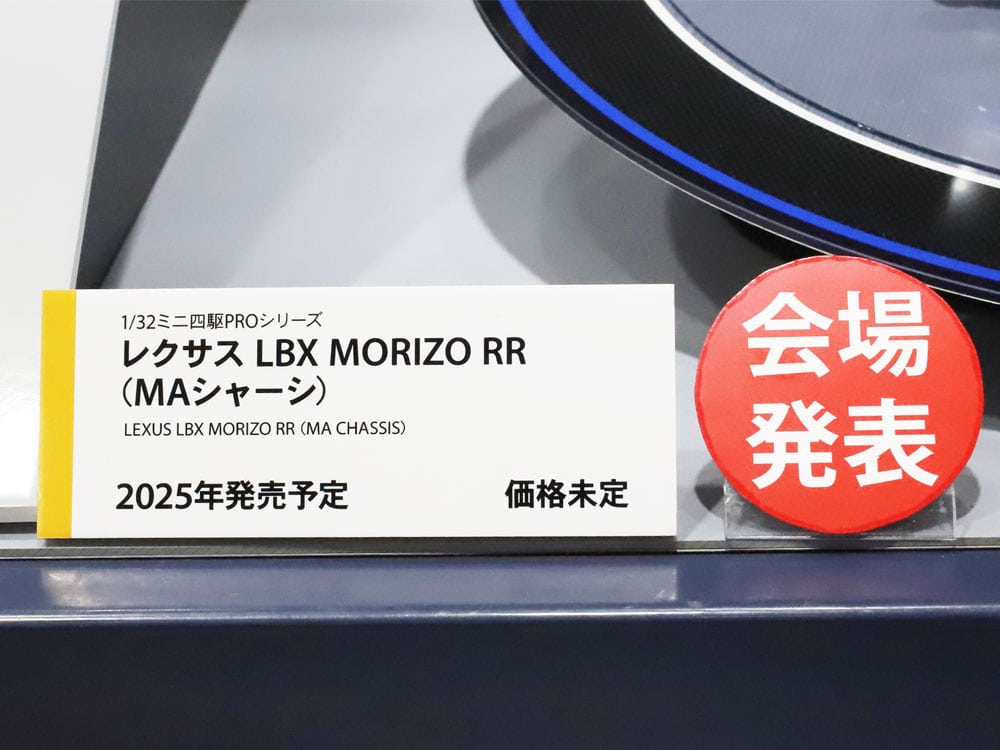 1/32ミニ四駆PROシリーズ
レクサス LBX MORIZO RR
（MAシャーシ）
LEXUS LBX MORIZO RR (MA CHASSIS)
2025年発売予定 価格未定
会場
発表